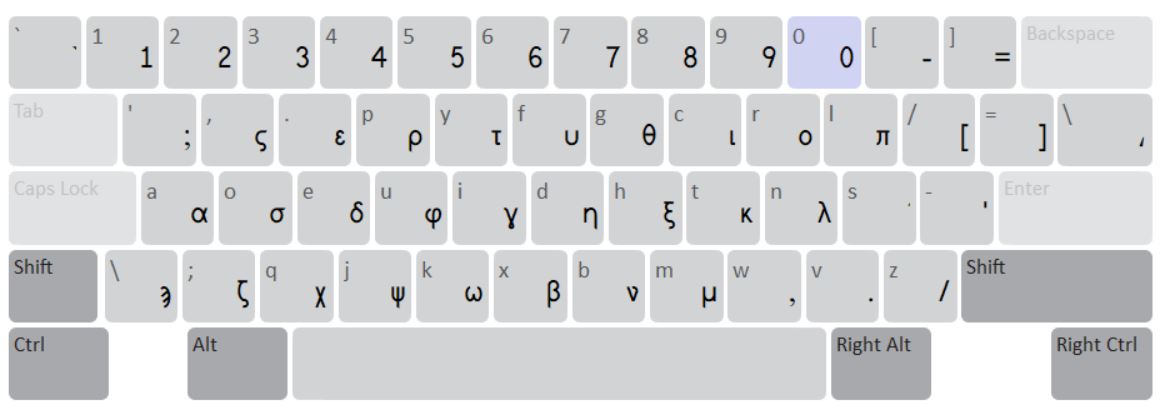 ` ` 1 1 2 2 3 3 4 4 5 5 6 6 7 7 8 8 9 9 0 0 [ - ] = Backspace
Tab ' ; , ς . ε p ρ y τ f υ g θ c ι r ο l π / [ = ] \ ,
Caps Lock a α o σ e δ u φ i γ d η h ξ t κ n λ s ΄ - ' Enter
Shift \ ϡ ; ζ q χ j ψ k ω x β b ν m μ w , v . z / Shift
Ctrl Alt Right Alt Right Ctrl